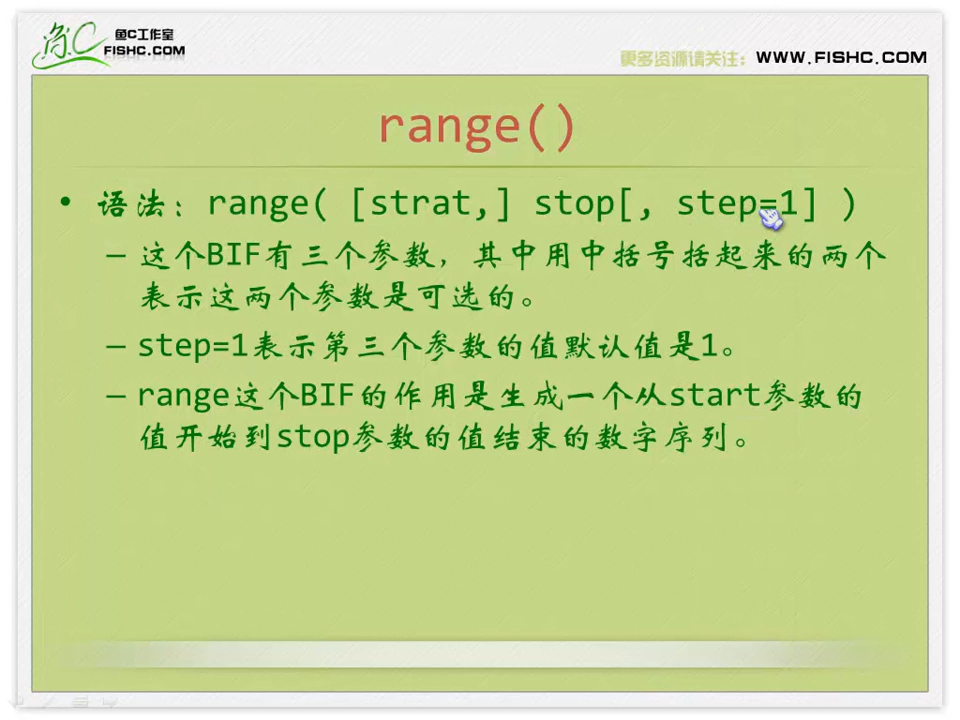 鱼C工作室
FISHC.COM
更多资源请关注: WWW.FISHC.COM
range()
• 语法: range( [strat,] stop[, step=1] )
– 这个BIF有三个参数，其中用中括号括起来的两个
表示这两个参数是可选的。
– step=1表示第三个参数的值默认值是1。
– range这个BIF的作用是生成一个从start参数的
值开始到stop参数的值结束的数字序列。